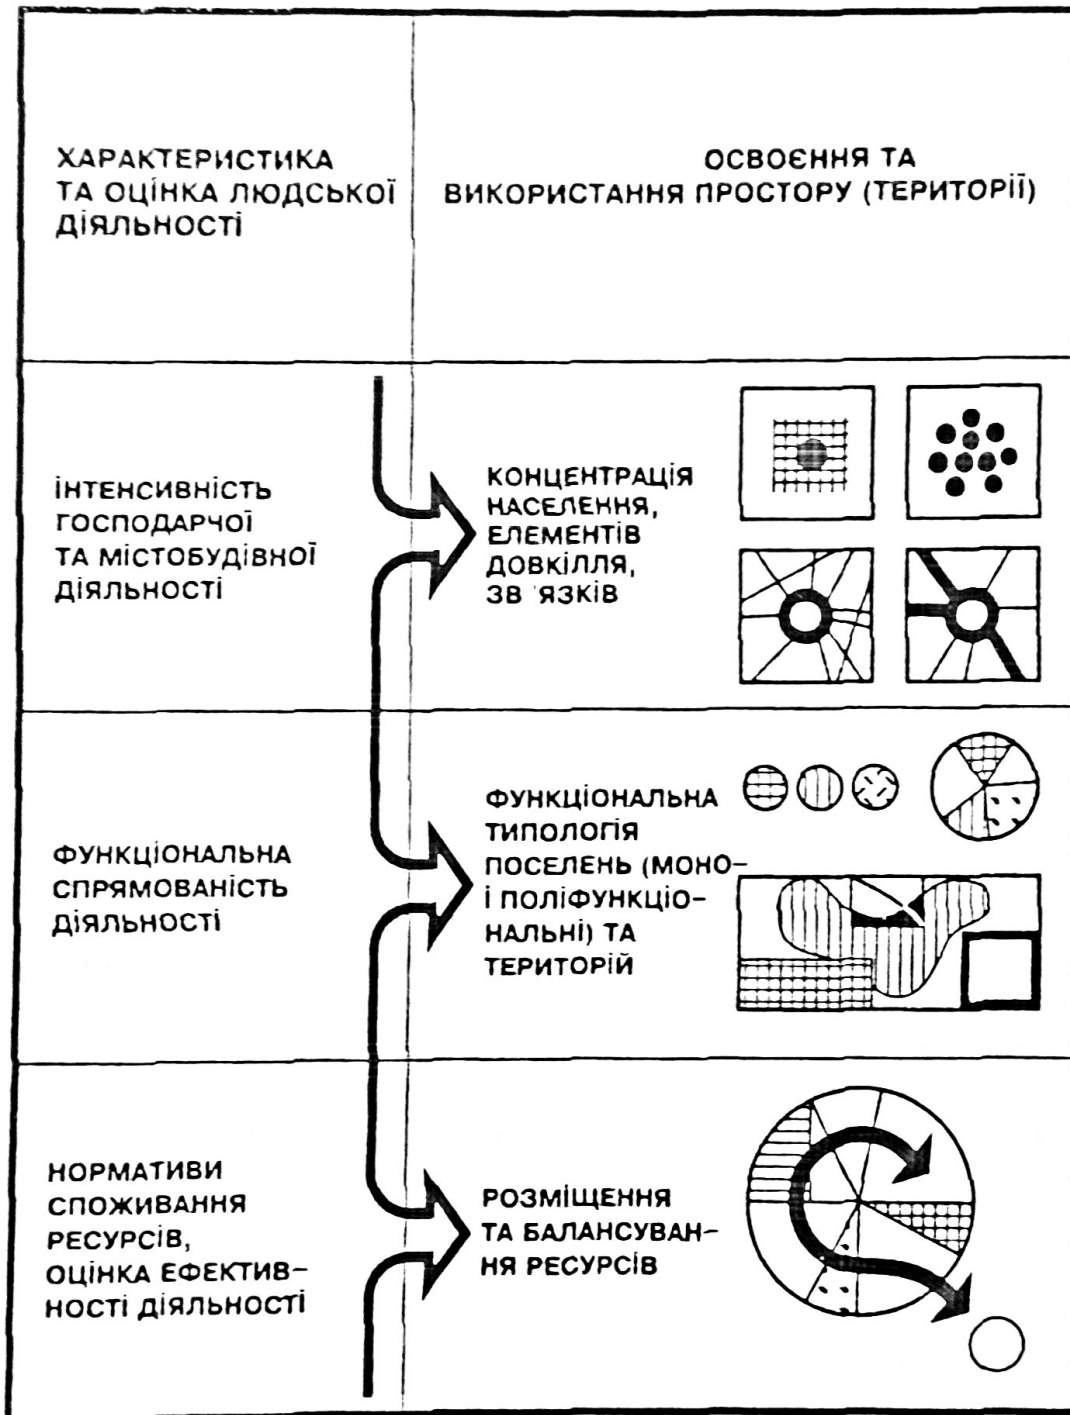 ХАРАКТЕРИСТИКА
ТА ОЦІНКА ЛЮДСЬКОЇ
ДІЯЛЬНОСТІ
ОСВОЄННЯ ТА
ВИКОРИСТАННЯ ПРОСТОРУ (ТЕРИТОРІЇ)
ІНТЕНСИВНІСТЬ
ГОСПОДАРЧОЇ
ТА МІСТОБУДІВНОЇ
ДІЯЛЬНОСТІ
КОНЦЕНТРАЦІЯ
НАСЕЛЕННЯ,
ЕЛЕМЕНТІВ
ДОВКІЛЛЯ,
ЗВ'ЯЗКІВ
ФУНКЦІОНАЛЬНА
СПРЯМОВАНІСТЬ
ДІЯЛЬНОСТІ
ФУНКЦІОНАЛЬНА
ТИПОЛОГІЯ
ПОСЕЛЕНЬ (МОНО-
І ПОЛІФУНКЦІО-
НАЛЬНІ) ТА
ТЕРИТОРІЙ
НОРМАТИВИ
СПОЖИВАННЯ
РЕСУРСІВ,
ОЦІНКА ЕФЕКТИВ-
НОСТІ ДІЯЛЬНОСТІ
РОЗМІЩЕННЯ
ТА БАЛАНСУВАН-
НЯ РЕСУРСІВ